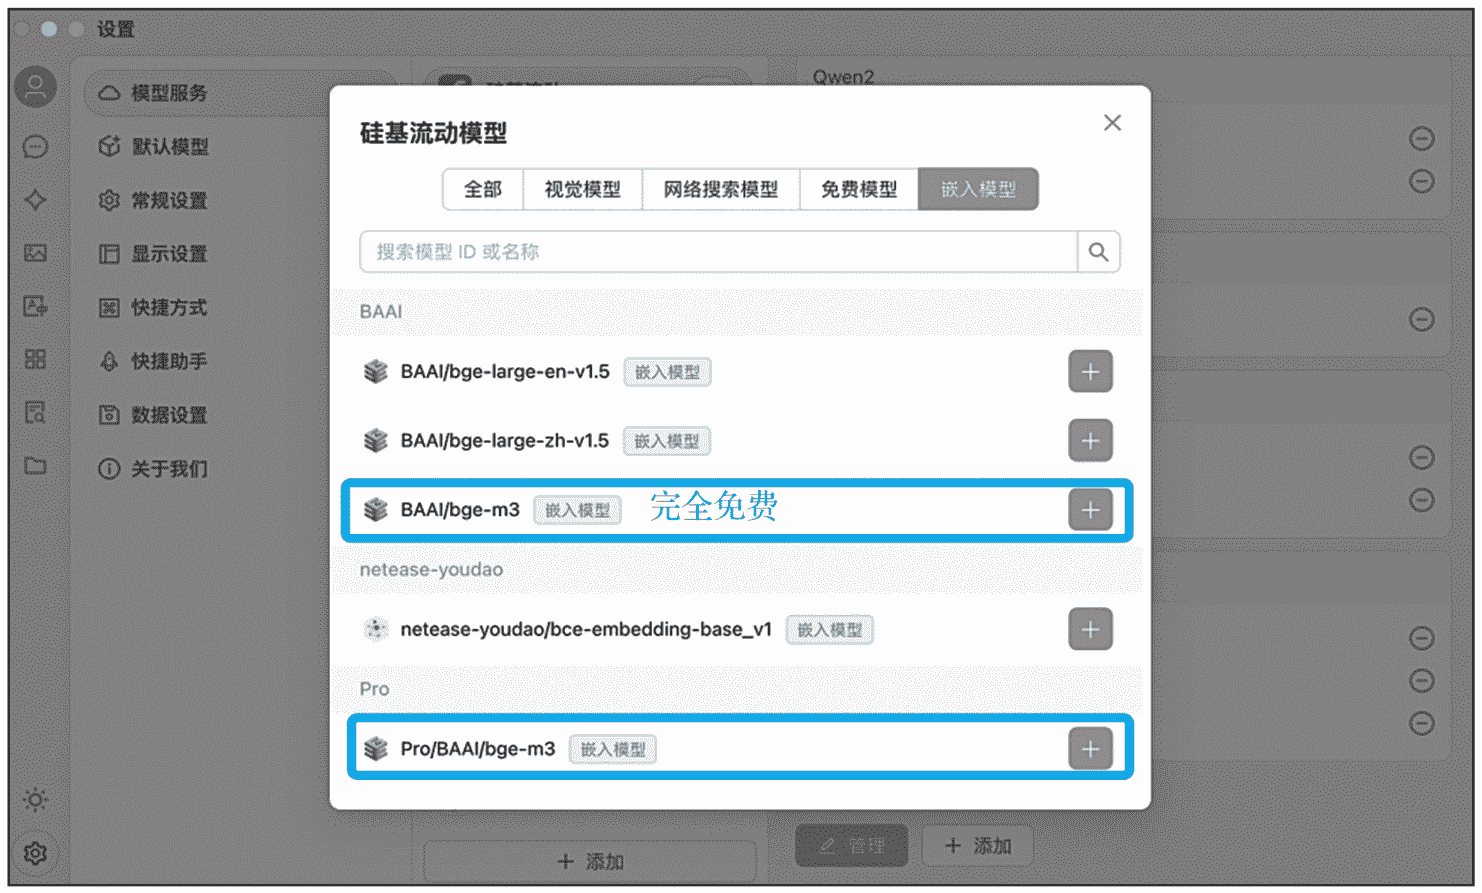 设置
模型服务
默认模型
常规设置
显示设置
快捷方式
快捷助手
数据设置
关于我们
Qwen2
硅基流动模型
全部
视觉模型
网络搜索模型
免费模型
嵌入模型
搜索模型 ID 或名称
BAAI
BAAI/bge-large-en-v1.5 嵌入模型
BAAI/bge-large-zh-v1.5 嵌入模型
BAAI/bge-m3 嵌入模型 完全免费
netease-youdao
netease-youdao/bce-embedding-base_v1 嵌入模型
Pro
Pro/BAAI/bge-m3 嵌入模型
添加
管理
添加